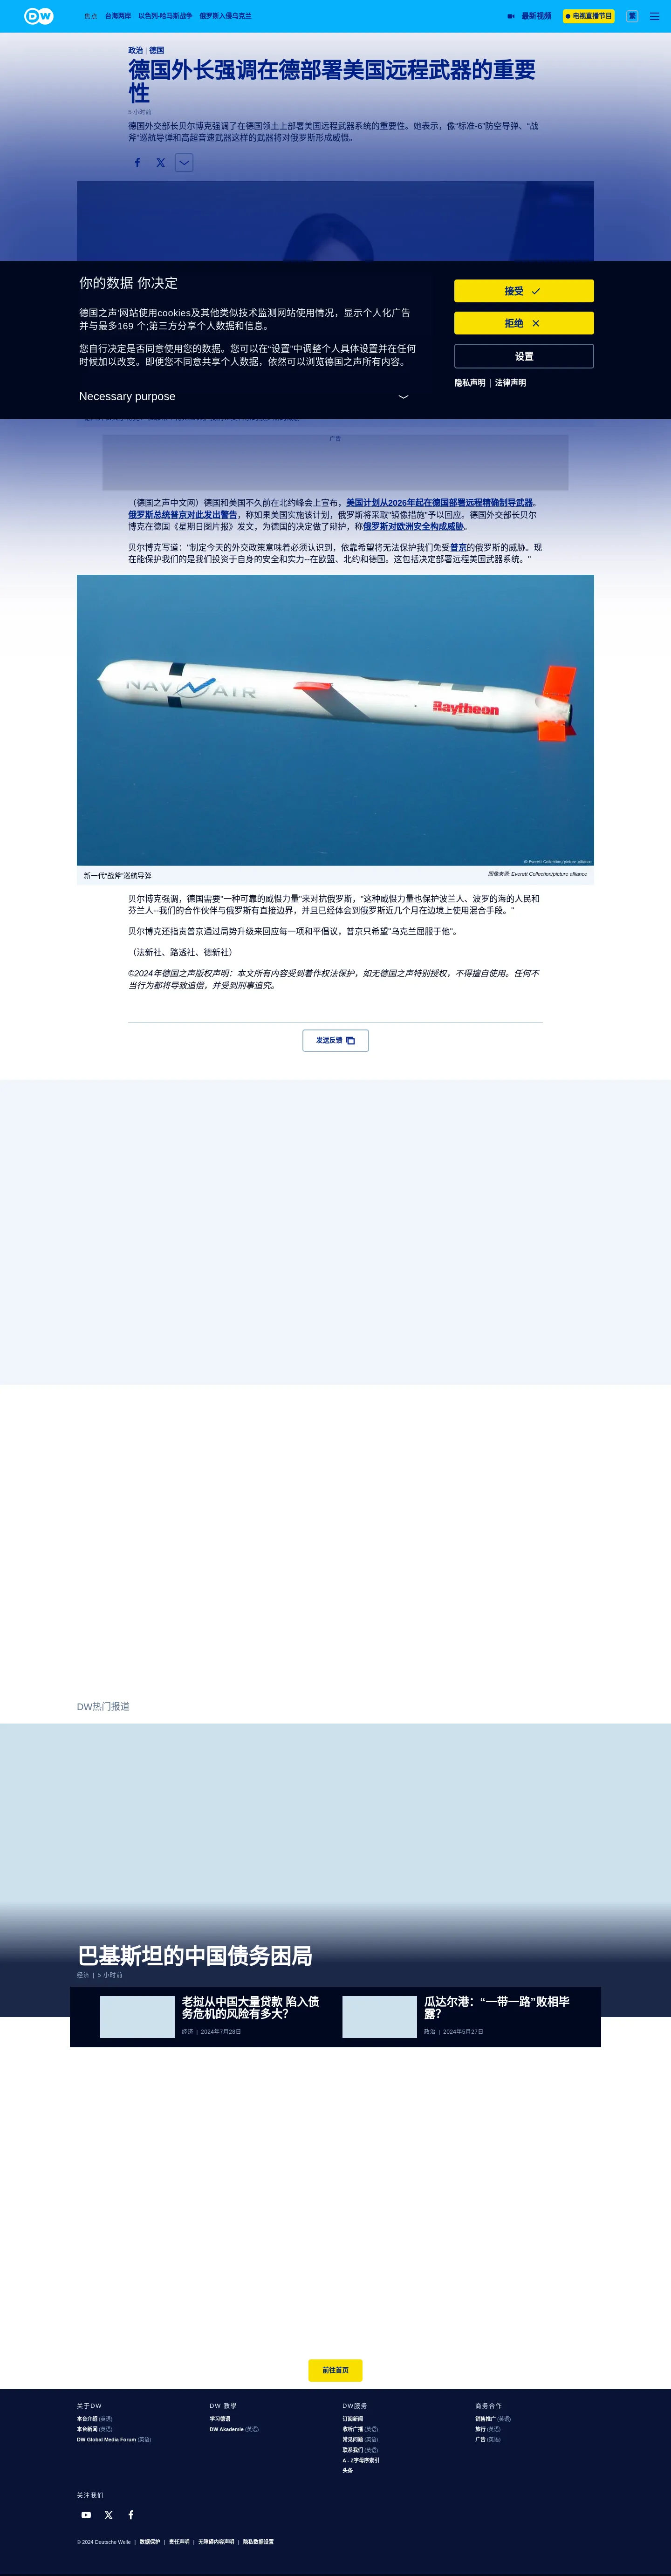 DW
焦点 台海两岸 以色列-哈马斯战争 俄罗斯入侵乌克兰 最新视频 电视直播节目 繁
政治 | 德国
德国外长强调在德部署美国远程武器的重要
性
5 小时前
德国外交部长贝尔博克强调了在德国领土上部署美国远程武器系统的重要性。她表示，像“标准-6”防空导弹、“战
斧”巡航导弹和高超音速武器这样的武器将对俄罗斯形成威慑。
你的数据 你决定
德国之声'网站使用cookies及其他类似技术监测网站使用情况，显示个人化广告
并与最多169 个;第三方分享个人数据和信息。
您自行决定是否同意使用您的数据。您可以在“设置”中调整个人具体设置并在任何
时候加以改变。即便您不同意共享个人数据，依然可以浏览德国之声所有内容。
Necessary purpose
接受
拒绝
设置
隐私声明 | 法律声明
广告
（德国之声中文网）德国和美国不久前在北约峰会上宣布，美国计划从2026年起在德国部署远程精确制导武器。
俄罗斯总统普京对此发出警告，称如果美国实施该计划，俄罗斯将采取"镜像措施"予以回应。德国外交部长贝尔
博克在德国《星期日图片报》发文，为德国的决定做了辩护，称俄罗斯对欧洲安全构成威胁。
贝尔博克写道："制定今天的外交政策意味着必须认识到，依靠希望将无法保护我们免受普京的俄罗斯的威胁。现
在能保护我们的是我们投资于自身的安全和实力--在欧盟、北约和德国。这包括决定部署远程美国武器系统。"
NAVAIR
Raytheon
© Everett Collection/picture alliance
新一代“战斧”巡航导弹
图像来源: Everett Collection/picture alliance
贝尔博克强调，德国需要"一种可靠的威慑力量"来对抗俄罗斯，"这种威慑力量也保护波兰人、波罗的海的人民和
芬兰人--我们的合作伙伴与俄罗斯有直接边界，并且已经体会到俄罗斯近几个月在边境上使用混合手段。"
贝尔博克还指责普京通过局势升级来回应每一项和平倡议，普京只希望"乌克兰屈服于他"。
（法新社、路透社、德新社）
©2024年德国之声版权声明：本文所有内容受到着作权法保护，如无德国之声特别授权，不得擅自使用。任何不
当行为都将导致追偿，并受到刑事追究。
发送反馈
DW热门报道
巴基斯坦的中国债务困局
经济 | 5 小时前
老挝从中国大量贷款 陷入债
务危机的风险有多大？
经济 | 2024年7月28日
瓜达尔港：“一带一路”败相毕
露？
政治 | 2024年5月27日
前往首页
关于DW
本台介绍 (英语)
本台新闻 (英语)
DW Global Media Forum (英语)
DW 教学
学习德语
DW Akademie (英语)
DW服务
订阅新闻
收听广播 (英语)
常见问题 (英语)
联系我们 (英语)
A - Z字母序索引
头条
商务合作
销售推广 (英语)
旅行 (英语)
广告 (英语)
关注我们
© 2024 Deutsche Welle | 数据保护 | 责任声明 | 无障碍内容声明 | 隐私数据设置